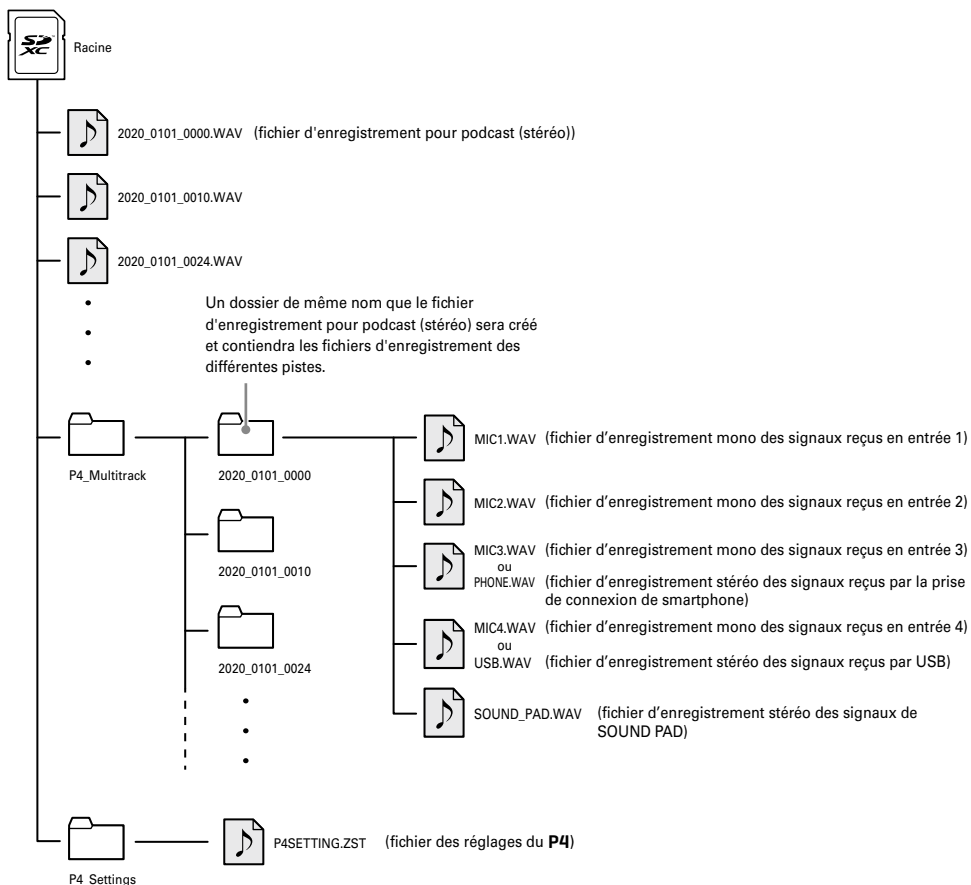 SD
XC
Racine
2020_0101_0000.WAV (fichier d'enregistrement pour podcast (stéréo))
2020_0101_0010.WAV
2020_0101_0024.WAV
Un dossier de même nom que le fichier
d'enregistrement pour podcast (stéréo) sera créé
et contiendra les fichiers d'enregistrement des
différentes pistes.
P4_Multitrack
2020_0101_0000
2020_0101_0010
2020_0101_0024
MIC1.WAV (fichier d’enregistrement mono des signaux reçus en entrée 1)
MIC2.WAV (fichier d’enregistrement mono des signaux reçus en entrée 2)
MIC3.WAV (fichier d’enregistrement mono des signaux reçus en entrée 3)
ou
PHONE.WAV (fichier d’enregistrement stéréo des signaux reçus par la prise
de connexion de smartphone)
MIC4.WAV (fichier d’enregistrement mono des signaux reçus en entrée 4)
ou
USB.WAV (fichier d’enregistrement stéréo des signaux reçus par USB)
SOUND_PAD.WAV (fichier d’enregistrement stéréo des signaux de
SOUND PAD)
P4_Settings
P4SETTING.ZST (fichier des réglages du P4)